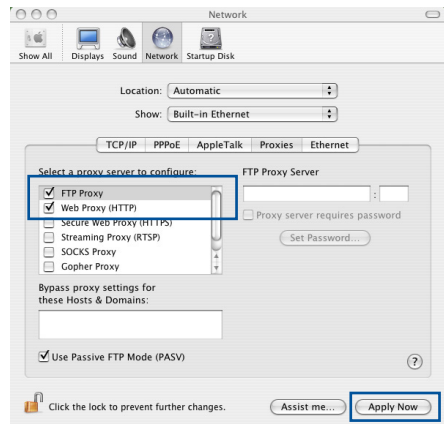 Network
Show All Displays Sound Network Startup Disk
Location: Automatic
Show: Built-in Ethernet
TCP/IP PPPoE AppleTalk Proxies Ethernet
Select a proxy server to configure: FTP Proxy Server
FTP Proxy :
Web Proxy (HTTP)
Secure Web Proxy (HTTPS) Proxy server requires password
Streaming Proxy (RTSP) Set Password...
SOCKS Proxy
Gopher Proxy
Bypass proxy settings for
these Hosts & Domains:
Use Passive FTP Mode (PASV) ?
Click the lock to prevent further changes. Assist me... Apply Now